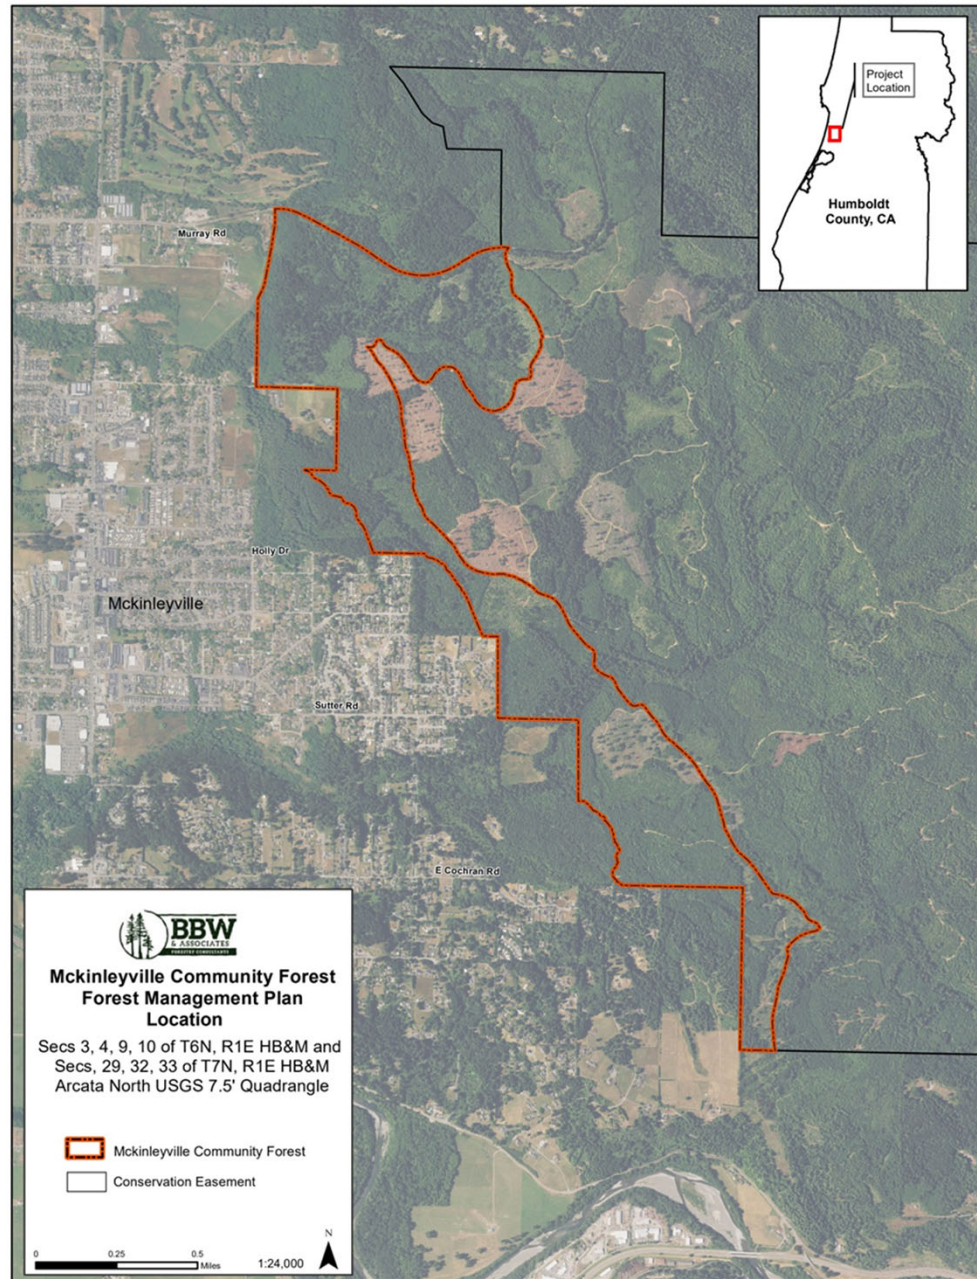 Project
Location
Humboldt
County, CA
Murray Rd
Holly Dr
Mckinleyville
Sutter Rd
E Cochran Rd
BBW
& ASSOCIATES
FORESTRY CONSULTANTS
Mckinleyville Community Forest
Forest Management Plan
Location
Secs 3, 4, 9, 10 of T6N, R1E HB&M and
Secs, 29, 32, 33 of T7N, R1E HB&M
Arcata North USGS 7.5' Quadrangle
Mckinleyville Community Forest
Conservation Easement
N
0 0.25 0.5
Miles
1:24,000